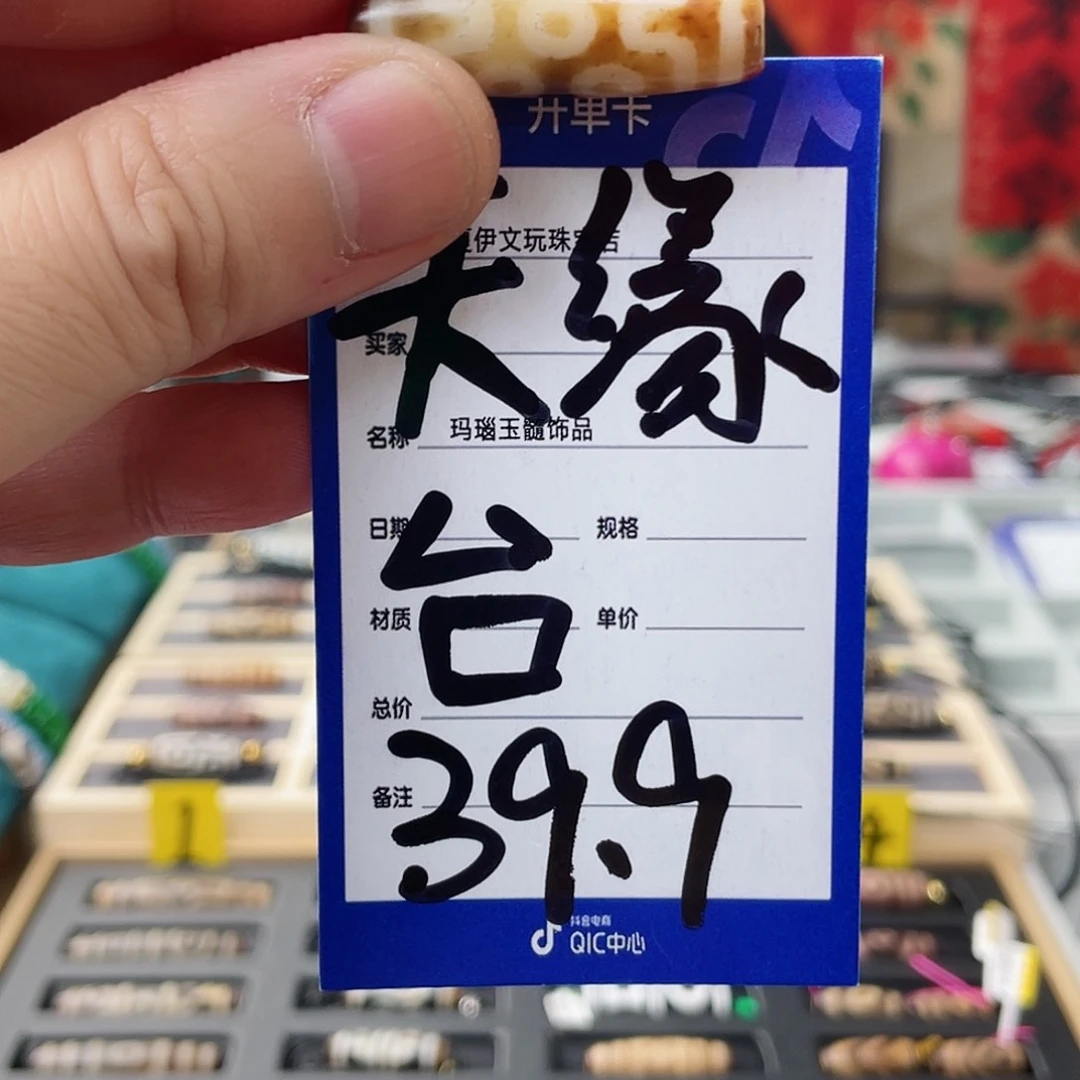 开单卡
伊文玩珠宝店
天缘
买家
名称 玛瑙玉髓饰品
日期 规格
台
材质 单价
总价
39.9
备注
抖音电商
QIC中心
1
4